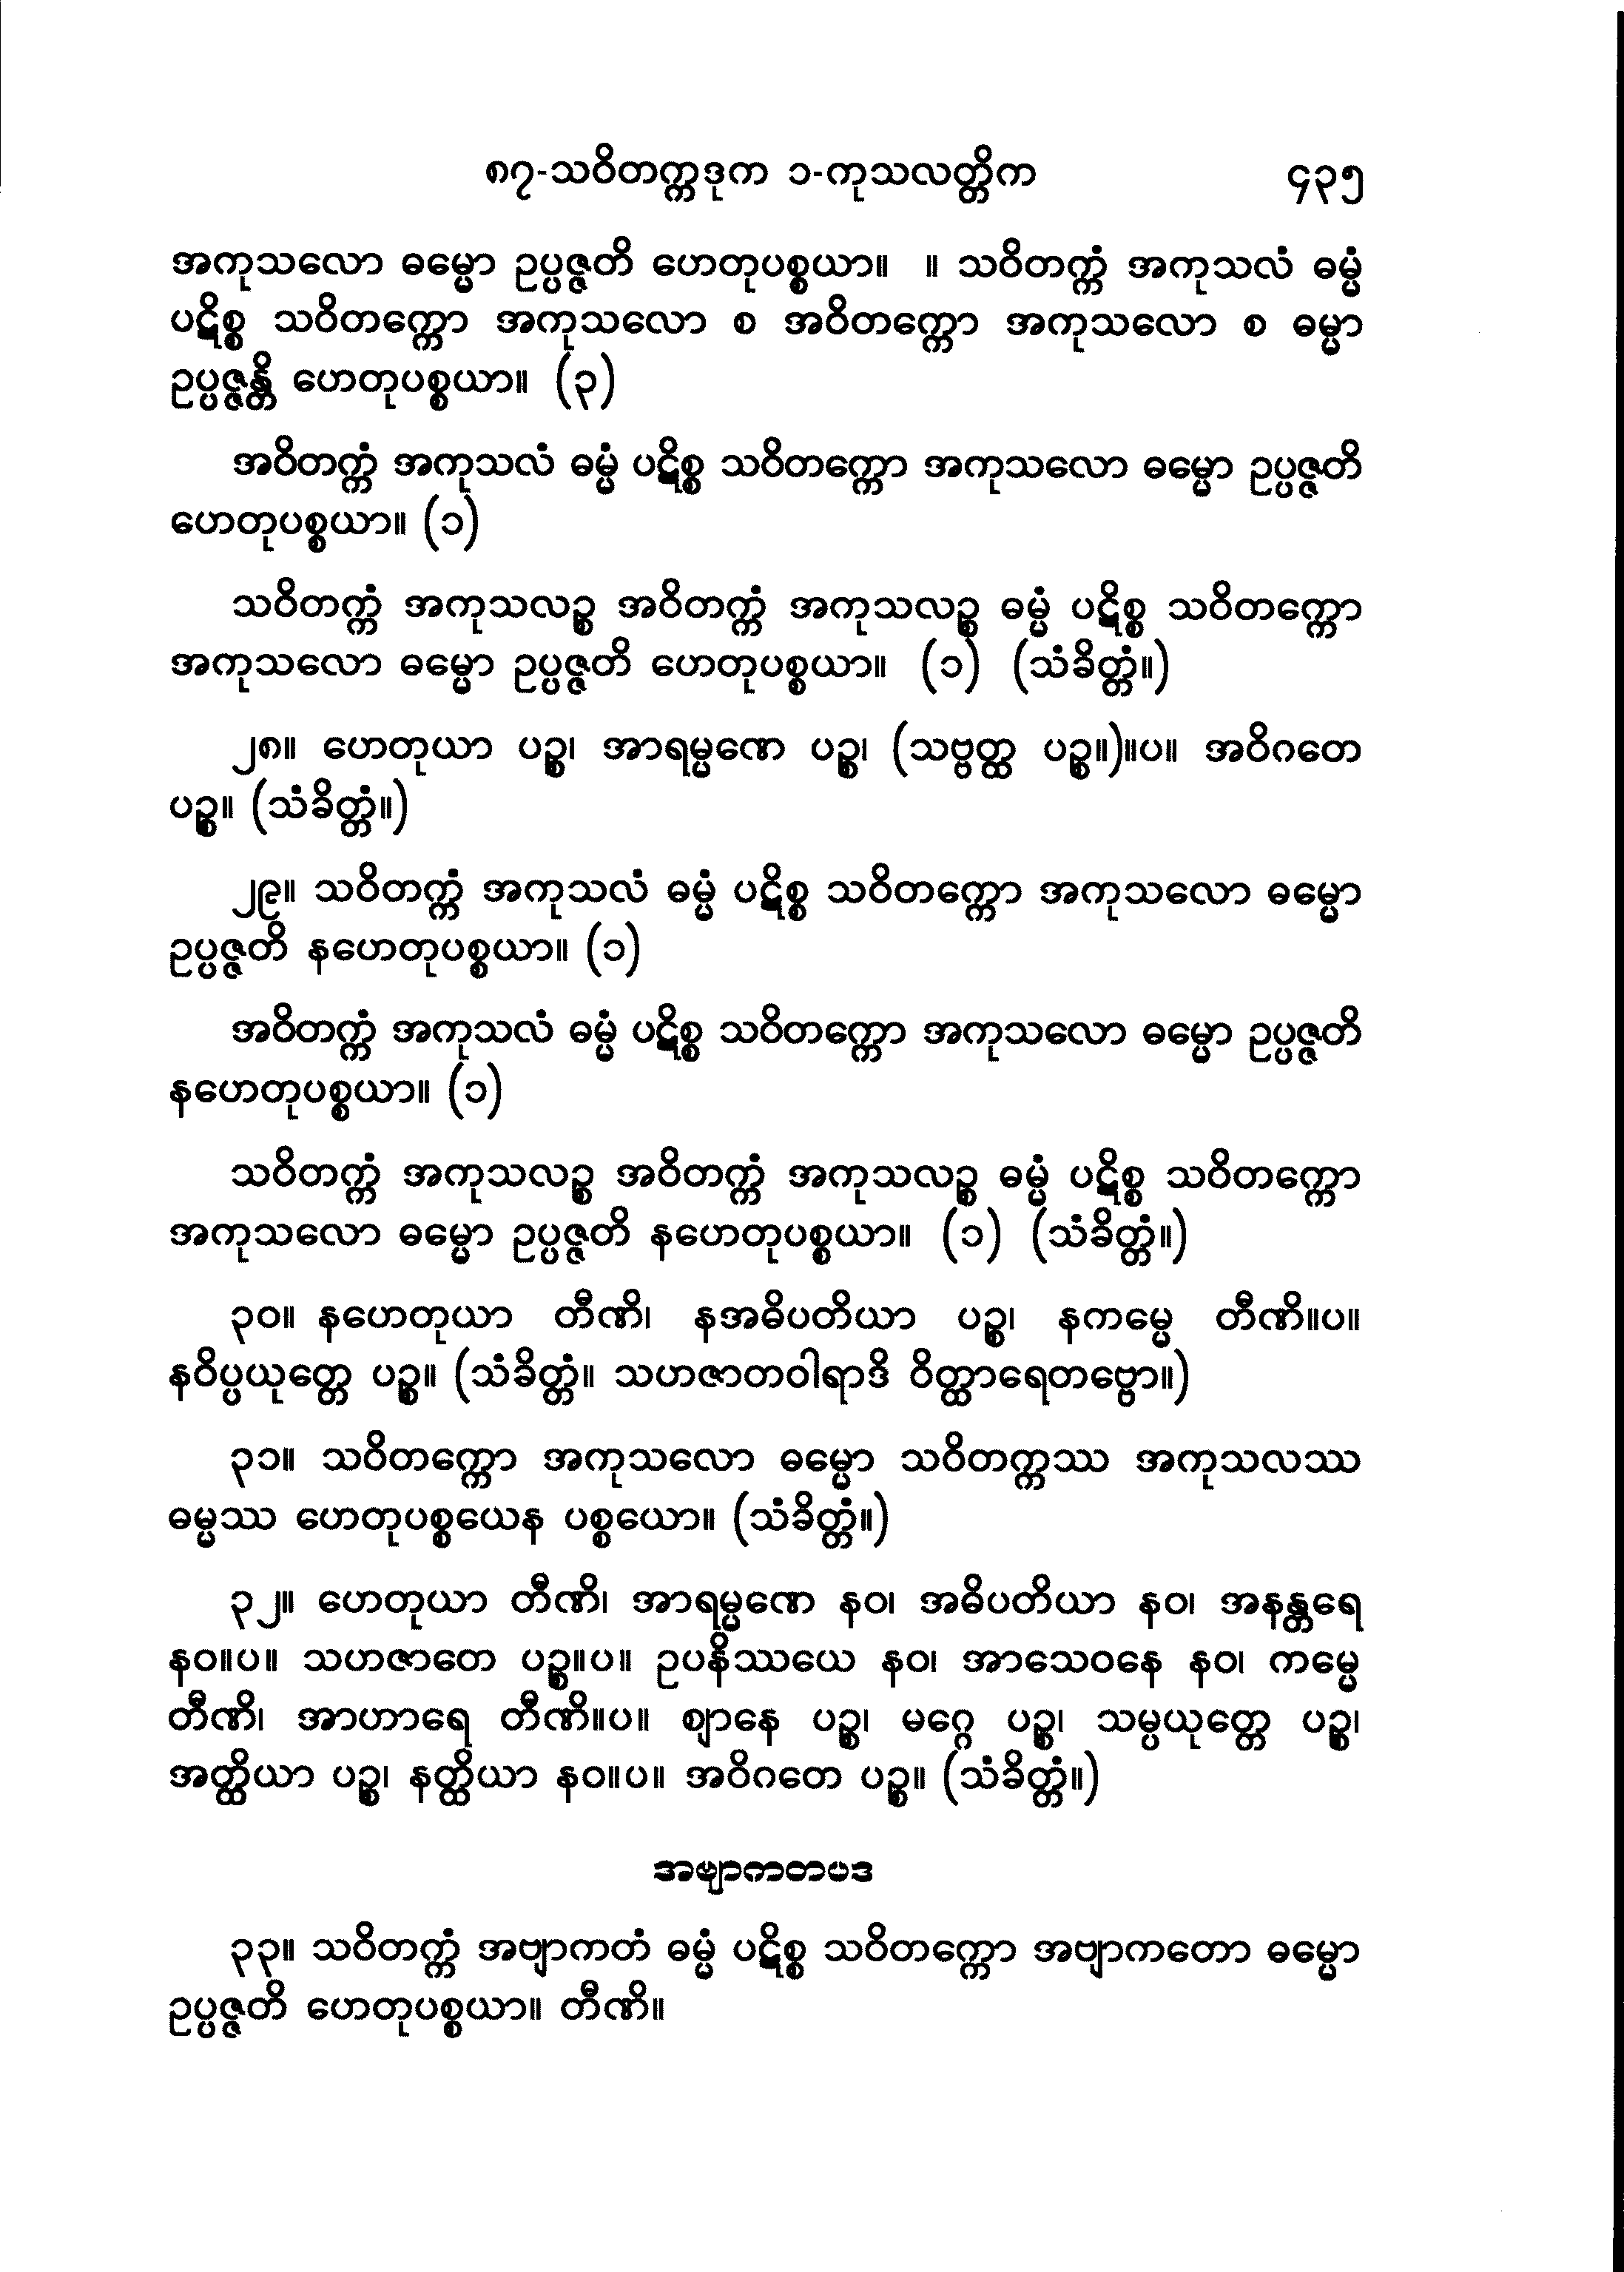 ၈၇-သဝိတက္ကဒုက ၁-ကုသလတ္တိက ၄၃၅
အကုသလော ဓမ္မော ဥပ္ပဇ္ဇတိ ဟေတုပစ္စယာ။ ။ သဝိတက္ကံ အကုသလံ ဓမ္မံ
ပဋိစ္စ သဝိတက္ကော အကုသလော စ အဝိတက္ကော အကုသလော စ ဓမ္မာ
ဥပ္ပဇ္ဇန္တိ ဟေတုပစ္စယာ။ (၃)
အဝိတက္ကံ အကုသလံ ဓမ္မံ ပဋိစ္စ သဝိတက္ကော အကုသလော ဓမ္မော ဥပ္ပဇ္ဇတိ
ဟေတုပစ္စယာ။ (၁)
သဝိတက္ကံ အကုသလဉ္စ အဝိတက္ကံ အကုသလဉ္စ ဓမ္မံ ပဋိစ္စ သဝိတက္ကော
အကုသလော ဓမ္မော ဥပ္ပဇ္ဇတိ ဟေတုပစ္စယာ။ (၁) (သံခိတ္တံ။)
၂၈။ ဟေတုယာ ပဉ္စ၊ အာရမ္မဏေ ပဉ္စ၊ (သဗ္ဗတ္ထ ပဉ္စ။)။ပ။ အဝိဂတေ
ပဉ္စ။ (သံခိတ္တံ။)
၂၉။ သဝိတက္ကံ အကုသလံ ဓမ္မံ ပဋိစ္စ သဝိတက္ကော အကုသလော ဓမ္မော
ဥပ္ပဇ္ဇတိ နဟေတုပစ္စယာ။ (၁)
အဝိတက္ကံ အကုသလံ ဓမ္မံ ပဋိစ္စ သဝိတက္ကော အကုသလော ဓမ္မော ဥပ္ပဇ္ဇတိ
နဟေတုပစ္စယာ။ (၁)
သဝိတက္ကံ အကုသလဉ္စ အဝိတက္ကံ အကုသလဉ္စ ဓမ္မံ ပဋိစ္စ သဝိတက္ကော
အကုသလော ဓမ္မော ဥပ္ပဇ္ဇတိ နဟေတုပစ္စယာ။ (၁) (သံခိတ္တံ။)
၃၀။ နဟေတုယာ တီဏိ၊ နအဓိပတိယာ ပဉ္စ၊ နကမ္မေ တီဏိ။ပ။
နဝိပ္ပယုတ္တေ ပဉ္စ။ (သံခိတ္တံ။ သဟဇာတဝါရာဒိ ဝိတ္ထာရေတဗ္ဗော။)
၃၁။ သဝိတက္ကော အကုသလော ဓမ္မော သဝိတက္ကဿ အကုသလဿ
ဓမ္မဿ ဟေတုပစ္စယေန ပစ္စယော။ (သံခိတ္တံ။)
၃၂။ ဟေတုယာ တီဏိ၊ အာရမ္မဏေ နဝ၊ အဓိပတိယာ နဝ၊ အနန္တရေ
နဝ။ပ။ သဟဇာတေ ပဉ္စ။ပ။ ဥပနိဿယေ နဝ၊ အာသေဝနေ နဝ၊ ကမ္မေ
တီဏိ၊ အာဟာရေ တီဏိ။ပ။ ဈာနေ ပဉ္စ၊ မဂ္ဂေ ပဉ္စ၊ သမ္ပယုတ္တေ ပဉ္စ၊
အတ္ထိယာ ပဉ္စ၊ နတ္ထိယာ နဝ။ပ။ အဝိဂတေ ပဉ္စ။ (သံခိတ္တံ။)
အဗျာကတပဒ
၃၃။ သဝိတက္ကံ အဗျာကတံ ဓမ္မံ ပဋိစ္စ သဝိတက္ကော အဗျာကတော ဓမ္မော
ဥပ္ပဇ္ဇတိ ဟေတုပစ္စယာ။ တီဏိ။